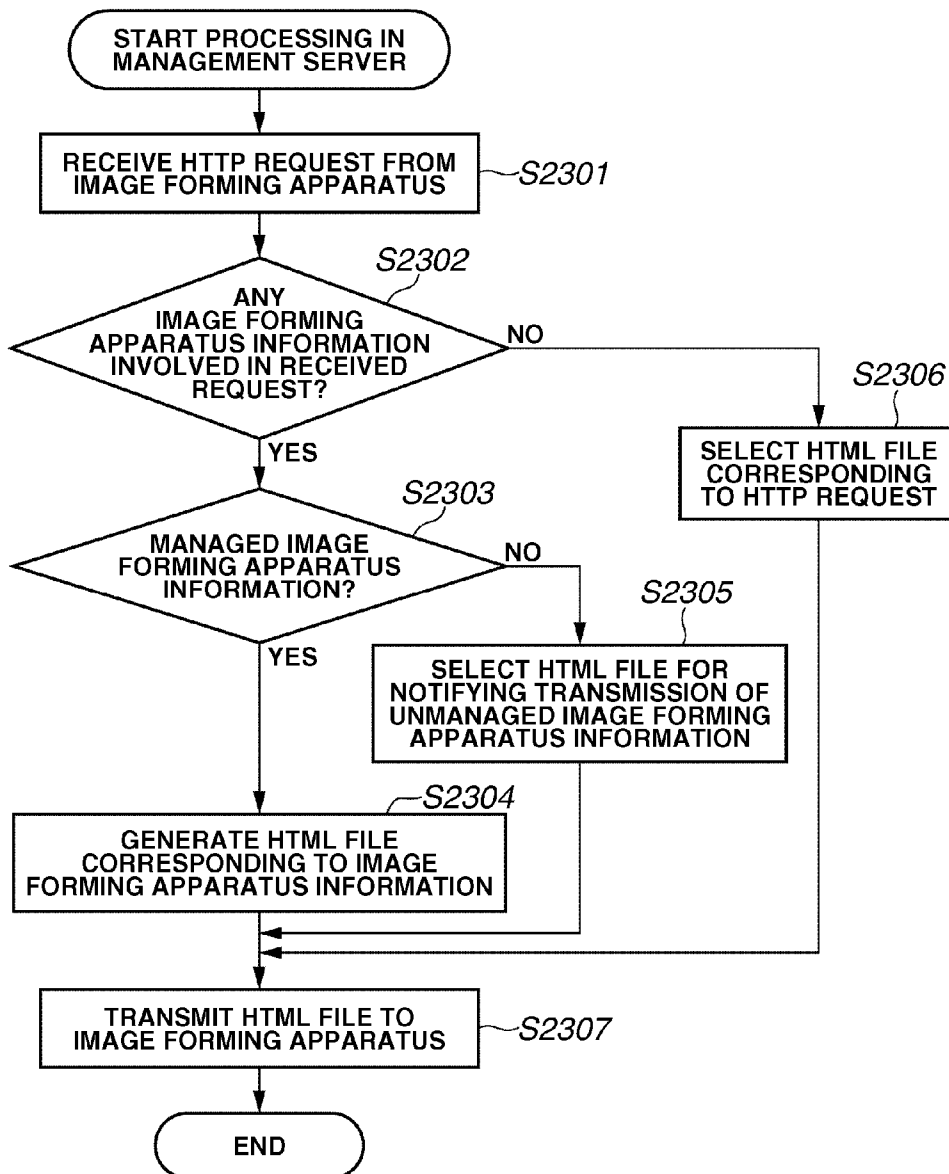 START PROCESSING IN
MANAGEMENT SERVER
RECEIVE HTTP REQUEST FROM
IMAGE FORMING APPARATUS
S2301
S2302
ANY
IMAGE FORMING
APPARATUS INFORMATION
INVOLVED IN RECEIVED
REQUEST?
NO
YES
S2306
SELECT HTML FILE
CORRESPONDING
TO HTTP REQUEST
S2303
MANAGED IMAGE
FORMING APPARATUS
INFORMATION?
NO
YES
S2305
SELECT HTML FILE FOR
NOTIFYING TRANSMISSION OF
UNMANAGED IMAGE FORMING
APPARATUS INFORMATION
S2304
GENERATE HTML FILE
CORRESPONDING TO IMAGE
FORMING APPARATUS INFORMATION
TRANSMIT HTML FILE TO
IMAGE FORMING APPARATUS
S2307
END